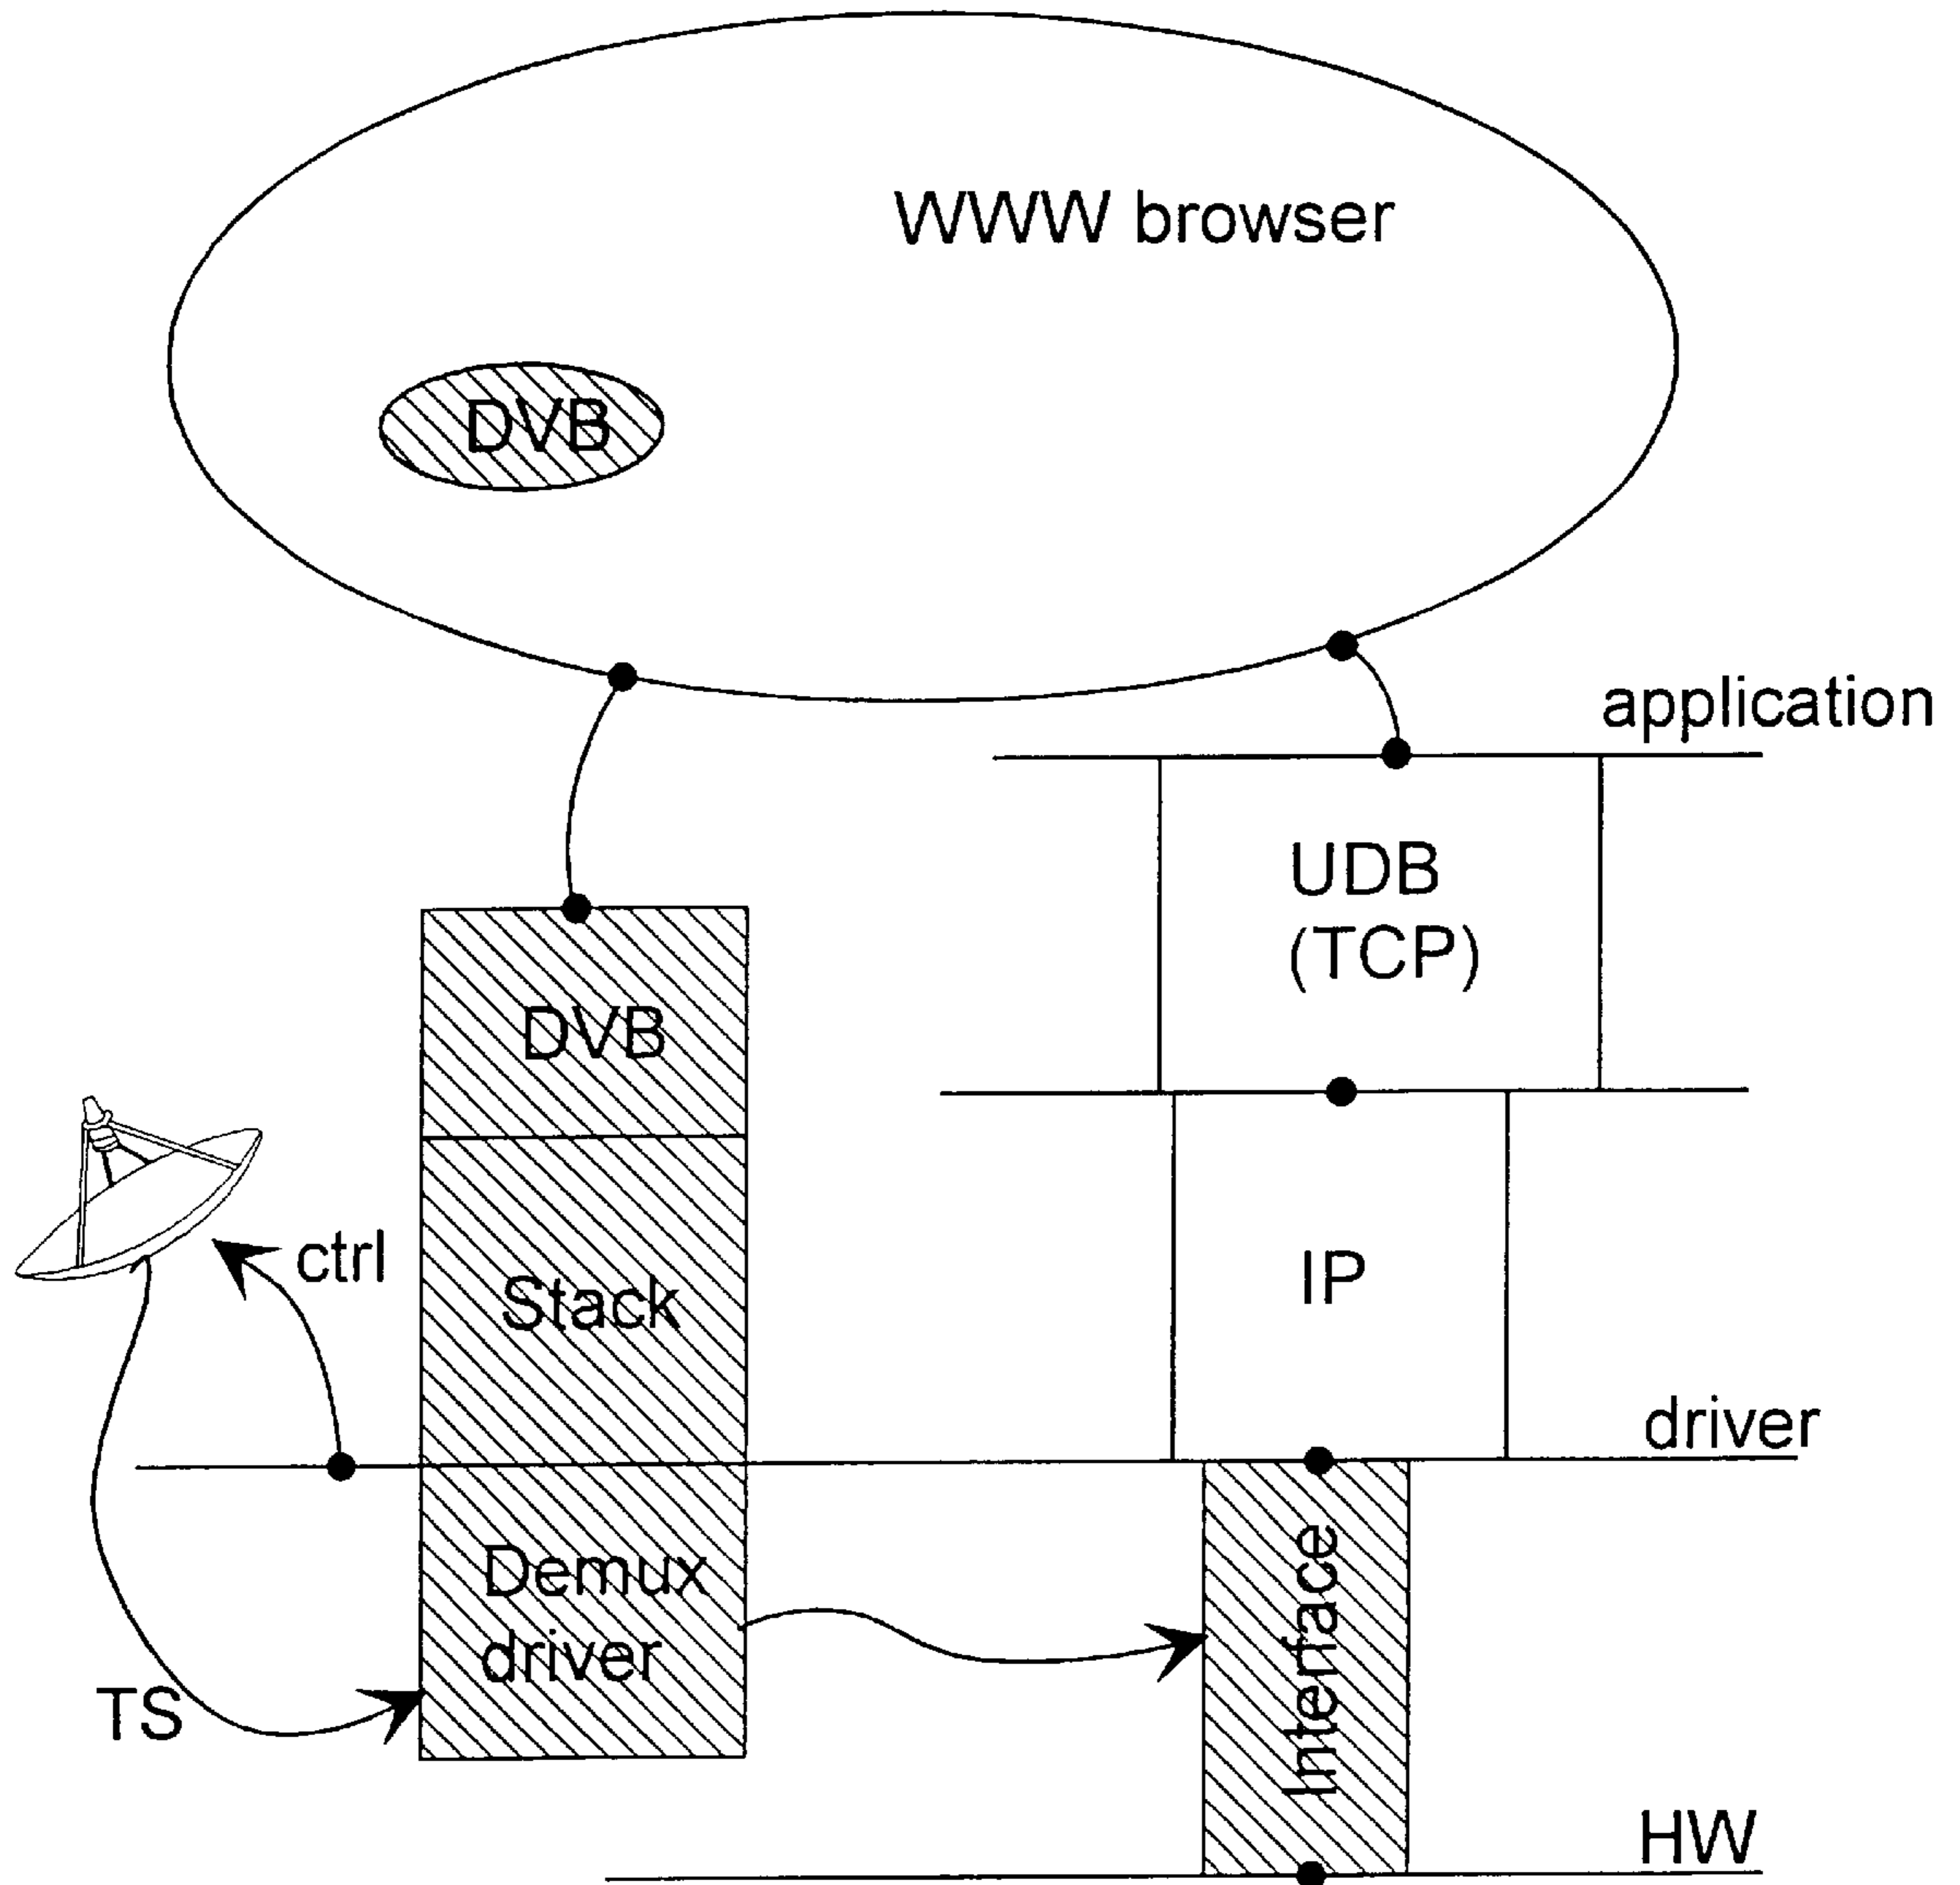 WWW browser
DVB
application
UDB
(TCP)
DVB
ctrl
Stack
IP
driver
Demux
driver
Interface
TS
HW